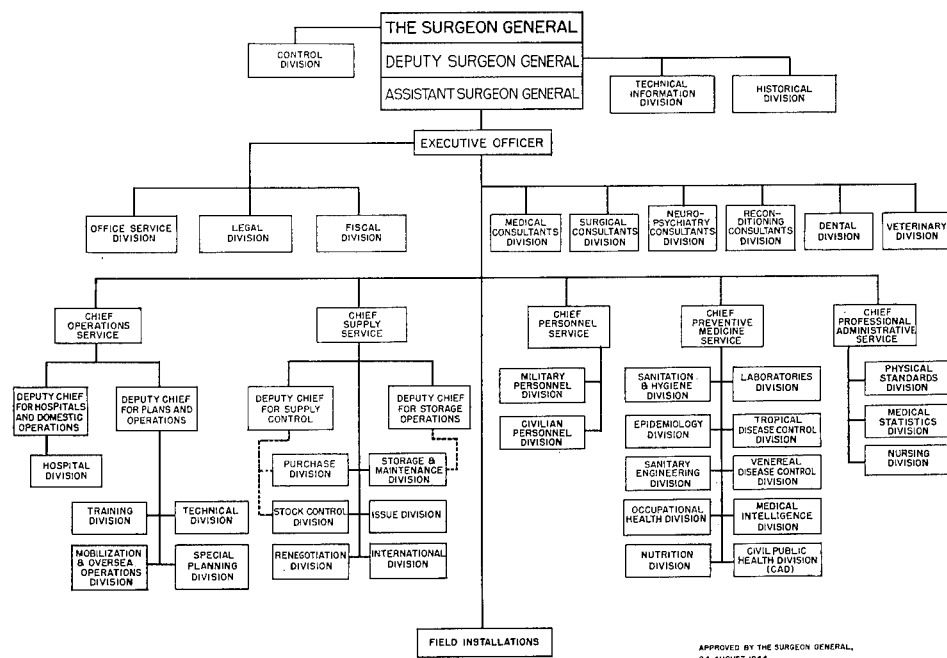 THE SURGEON GENERAL
DEPUTY SURGEON GENERAL
ASSISTANT SURGEON GENERAL
CONTROL
DIVISION
TECHNICAL
INFORMATION
DIVISION
HISTORICAL
DIVISION
EXECUTIVE OFFICER
OFFICE SERVICE
DIVISION
LEGAL
DIVISION
FISCAL
DIVISION
MEDICAL
CONSULTANTS
DIVISION
SURGICAL
CONSULTANTS
DIVISION
NEURO-
PSYCHIATRY
CONSULTANTS
DIVISION
RECON-
DITIONING
CONSULTANTS
DIVISION
DENTAL
DIVISION
VETERINARY
DIVISION
CHIEF
OPERATIONS
SERVICE
CHIEF
SUPPLY
SERVICE
CHIEF
PERSONNEL
SERVICE
CHIEF
PREVENTIVE
MEDICINE
SERVICE
CHIEF
PROFESSIONAL
ADMINISTRATIVE
SERVICE
DEPUTY CHIEF
FOR HOSPITALS
AND DOMESTIC
OPERATIONS
DEPUTY CHIEF
FOR PLANS AND
OPERATIONS
HOSPITAL
DIVISION
TRAINING
DIVISION
TECHNICAL
DIVISION
MOBILIZATION
& OVERSEA
OPERATIONS
DIVISION
SPECIAL
PLANNING
DIVISION
DEPUTY CHIEF
FOR SUPPLY
CONTROL
DEPUTY CHIEF
FOR STORAGE
OPERATIONS
PURCHASE
DIVISION
STORAGE &
MAINTENANCE
DIVISION
STOCK CONTROL
DIVISION
ISSUE DIVISION
RENEGOTIATION
DIVISION
INTERNATIONAL
DIVISION
MILITARY
PERSONNEL
DIVISION
CIVILIAN
PERSONNEL
DIVISION
SANITATION
& HYGIENE
DIVISION
LABORATORIES
DIVISION
EPIDEMIOLOGY
DIVISION
TROPICAL
DISEASE CONTROL
DIVISION
SANITARY
ENGINEERING
DIVISION
VENEREAL
DISEASE CONTROL
DIVISION
OCCUPATIONAL
HEALTH DIVISION
MEDICAL
INTELLIGENCE
DIVISION
NUTRITION
DIVISION
CIVIL PUBLIC
HEALTH DIVISION
(CAD)
PHYSICAL
STANDARDS
DIVISION
MEDICAL
STATISTICS
DIVISION
NURSING
DIVISION
FIELD INSTALLATIONS
APPROVED BY THE SURGEON GENERAL,
24 AUGUST 1944